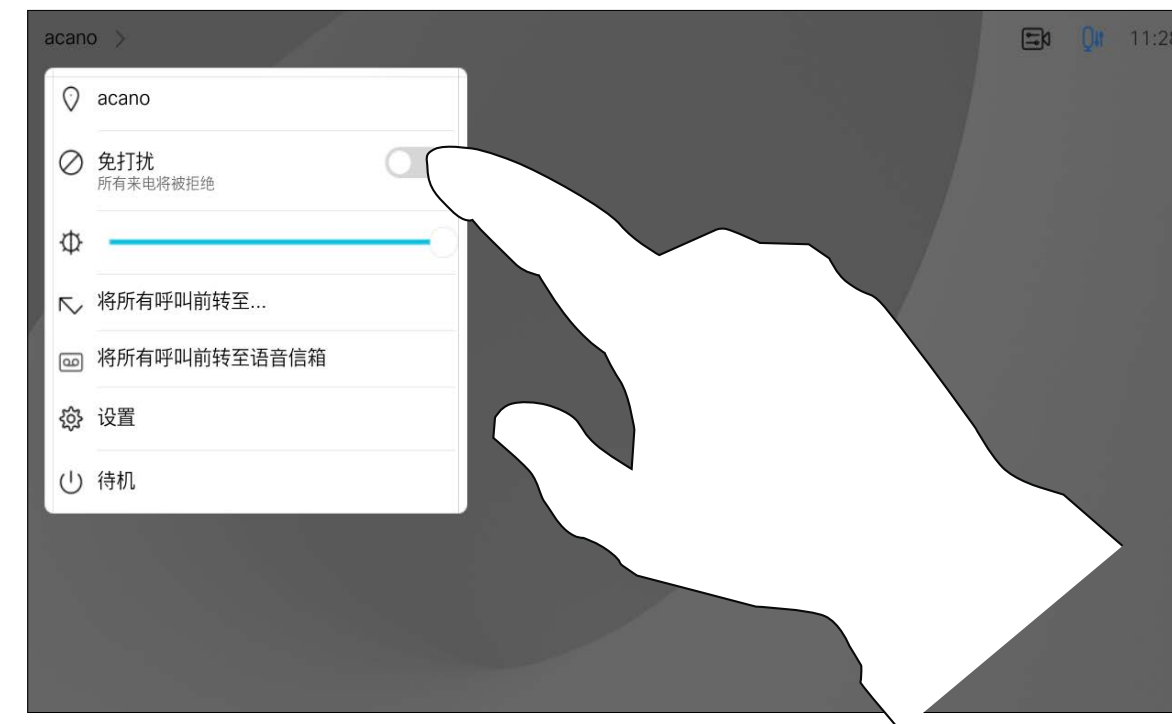 acano >
11:28
acano
免打扰
所有来电将被拒绝
将所有呼叫前转至...
将所有呼叫前转至语音信箱
设置
待机